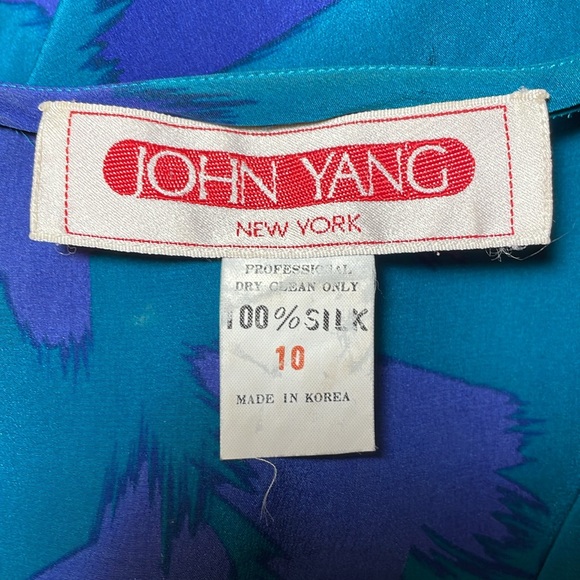 JOHN YANG
NEW YORK
PROFESSIONAL
DRY CLEAN ONLY
100% SILK
10
MADE IN KOREA